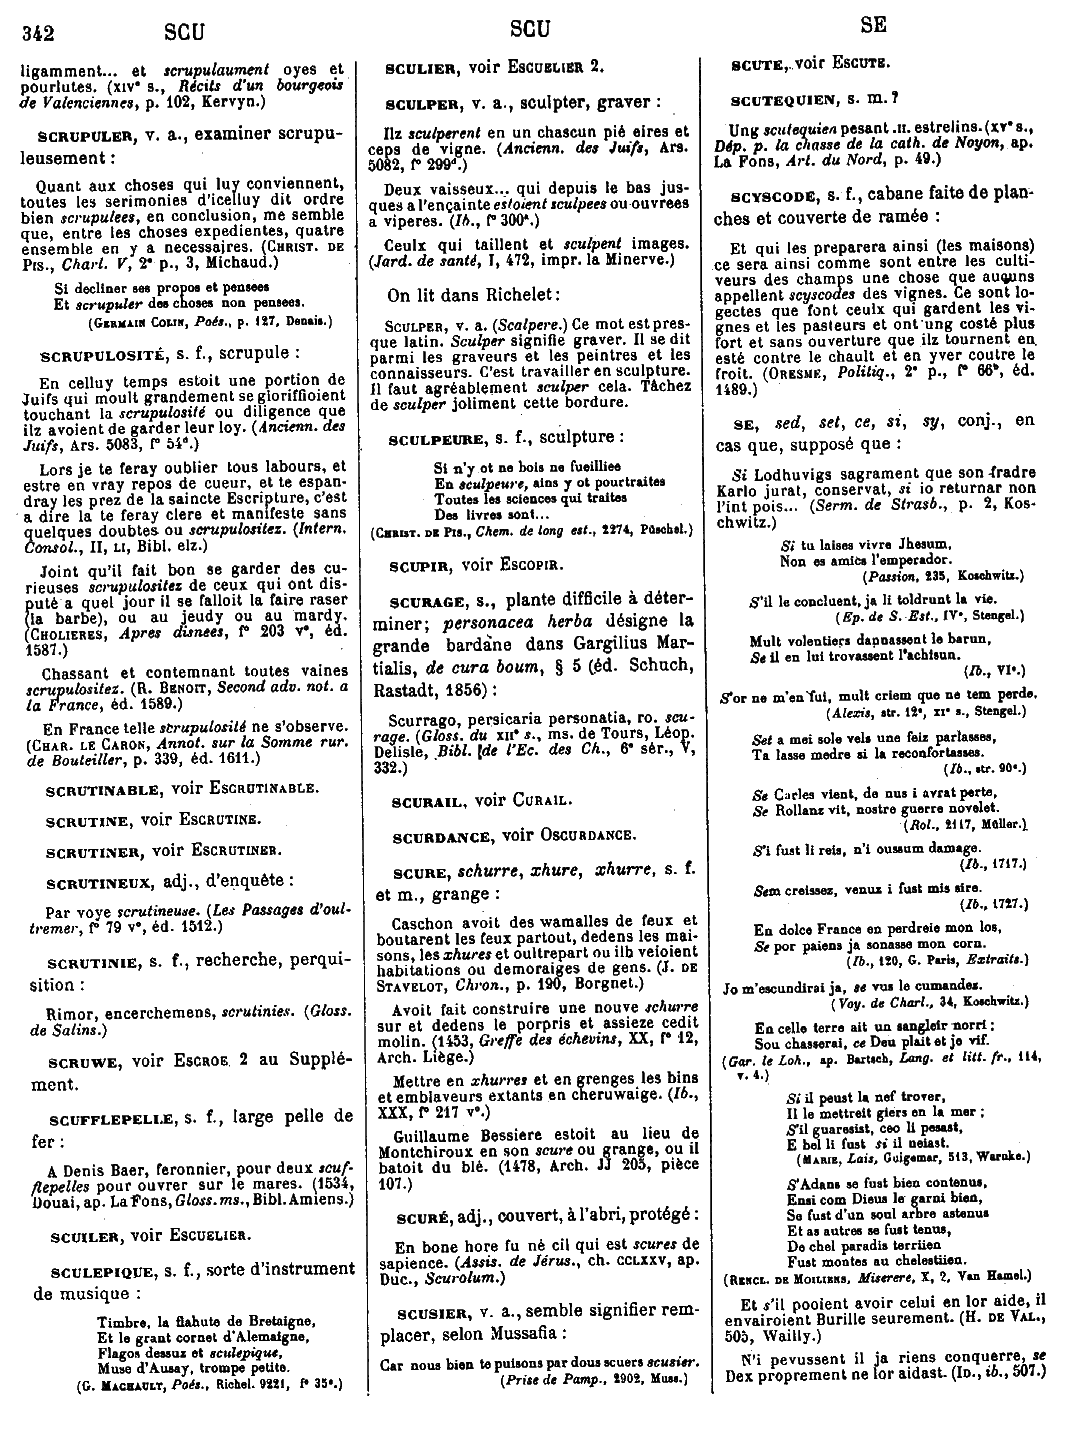 342 SCU SCU SE
ligamment... et scrupulaument oyes et
pourlutes. (XIVᵉ s., Récits d'un bourgeois
de Valenciennes, p. 102, Kervyn.)
SCRUPULER, v. a., examiner scrupu-
leusement :
Quant aux choses qui luy conviennent,
toutes les serimonies d'icelluy dit ordre
bien scrupulees, en conclusion, me semble
que, entre les choses expedientes, quatre
ensemble en y a necessaires. (CHRIST. DE
PIS., Charl. V, 2ᵉ p., 3, Michaud.)
Si decliner ses propos et pensees
Et scrupuler des choses non pensees.
(GERMAIN COLIN, Poés., p. 127, Denais.)
SCRUPULOSITÉ, s. f., scrupule :
En celluy temps estoit une portion de
Juifs qui moult grandement se gloriffioient
touchant la scrupulosité ou diligence que
ilz avoient de garder leur loy. (Ancienn. des
Juifs, Ars. 5083, fº 54ᵈ.)
Lors je te feray oublier tous labours, et
estre en vray repos de cueur, et te espan-
dray les prez de la saincte Escripture, c'est
a dire la te feray clere et manifeste sans
quelques doubtes ou scrupulositez. (Intern.
Consol., II, LI, Bibl. elz.)
Joint qu'il fait bon se garder des cu-
rieuses scrupulositez de ceux qui ont dis-
puté a quel jour il se falloit la faire raser
(la barbe), ou au jeudy ou au mardy.
(CHOLIERES, Apres disnees, fº 203 vº, éd.
1587.)
Chassant et contemnant toutes vaines
scrupulositez. (R. BENOIT, Second adv. not. a
la France, éd. 1589.)
En France telle scrupulosité ne s'observe.
(CHAR. LE CARON, Annot. sur la Somme rur.
de Bouteiller, p. 339, éd. 1611.)
SCRUTINABLE, voir ESCRUTINABLE.
SCRUTINE, voir ESCRUTINE.
SCRUTINER, voir ESCRUTINER.
SCRUTINEUX, adj., d'enquête :
Par voye scrutineuse. (Les Passages d'oul-
tremer, fº 79 vº, éd. 1512.)
SCRUTINIE, s. f., recherche, perqui-
sition :
Rimor, encerchemens, scrutinies. (Gloss.
de Salins.)
SCRUWE, voir ESCROE 2 au Supplé-
ment.
SCUFFLEPELLE, s. f., large pelle de
fer :
A Denis Baer, feronnier, pour deux scuf-
flepelles pour ouvrer sur le mares. (1534,
Douai, ap. La Fons, Gloss. ms., Bibl. Amiens.)
SCUILER, voir ESCUELIER.
SCULEPIQUE, s. f., sorte d'instrument
de musique :
Timbre, la flahute de Bretaigne,
Et le grant cornet d'Alemaigne,
Flagos dessuz et sculepique,
Muse d'Aussay, trompe petite.
(G. MACHAULT, Poés., Richel. 9221, fº 35ᵉ.)
SCULIER, voir ESCUELIER 2.
SCULPER, v. a., sculpter, graver :
Ilz sculperent en un chascun pié eires et
ceps de vigne. (Ancienn. des Juifs, Ars.
5082, fº 299ᵈ.)
Deux vaisseux... qui depuis le bas jus-
ques a l'ençainte estoient sculpees ou ouvrees
a viperes. (Ib., fº 300ᵃ.)
Ceulx qui taillent et sculpent images.
(Jard. de santé, I, 472, impr. la Minerve.)
On lit dans Richelet :
SCULPER, v. a. (Scalpere.) Ce mot est pres-
que latin. Sculper signifie graver. Il se dit
parmi les graveurs et les peintres et les
connaisseurs. C'est travailler en sculpture.
Il faut agréablement sculper cela. Tâchez
de sculper joliment cette bordure.
SCULPEURE, s. f., sculpture :
Si n'y ot ne bois ne fueillies
En sculpeure, ains y ot pourtraites
Toutes les sciences qui traites
Des livres sont...
(CHRIST. DE PIS., Chem. de long est., 2274, Püschel.)
SCUPIR, voir ESCOPIR.
SCURAGE, s., plante difficile à déter-
miner; personacea herba désigne la
grande bardane dans Gargilius Mar-
tialis, de cura boum, § 5 (éd. Schuch,
Rastadt, 1856) :
Scurrago, persicaria personatia, ro. scu-
rage. (Gloss. du XIIᵉ s., ms. de Tours, Léop.
Delisle, Bibl. de l'Ec. des Ch., 6ᵉ sér., V,
332.)
SCURAIL, voir CURAIL.
SCURDANCE, voir OSCURDANCE.
SCURE, schurre, xhure, xhurre, s. f.
et m., grange :
Caschon avoit des wamalles de feux et
boutarent les feux partout, dedens les mai-
sons, les xhures et oultrepart ou ilh veloient
habitations ou demoraiges de gens. (J. DE
STAVELOT, Chron., p. 190, Borgnet.)
Avoit fait construire une nouve schurre
sur et dedens le porpris et assieze cedit
molin. (1453, Greffe des échevins, XX, fº 12,
Arch. Liège.)
Mettre en xhurres et en grenges les bins
et emblaveurs extants en cheruwaige. (Ib.,
XXX, fº 217 vº.)
Guillaume Bessiere estoit au lieu de
Montchiroux en son scure ou grange, ou il
batoit du blé. (1478, Arch. JJ 205, pièce
107.)
SCURÉ, adj., couvert, à l'abri, protégé :
En bone hore fu né cil qui est scures de
sapience. (Assis. de Jérus., ch. CCLXXV, ap.
Duc., Scurolum.)
SCUSIER, v. a., semble signifier rem-
placer, selon Mussafia :
Car nous bien te puisons par dous scuers scusier.
(Prise de Pamp., 2902, Muss.)
SCUTE, voir ESCUTE.
SCUTEQUIEN, s. m. ?
Ung scutequien pesant .II. estrelins. (XVᵉ s.,
Dép. p. la chasse de la cath. de Noyon, ap.
La Fons, Art. du Nord, p. 49.)
SCYSCODE, s. f., cabane faite de plan-
ches et couverte de ramée :
Et qui les preparera ainsi (les maisons)
ce sera ainsi comme sont entre les culti-
veurs des champs une chose que aucuns
appellent scyscodes des vignes. Ce sont lo-
gectes que font ceulx qui gardent les vi-
gnes et les pasteurs et ont ung costé plus
fort et sans ouverture que ilz tournent en
esté contre le chault et en yver coutre le
froit. (ORESME, Politiq., 2ᵉ p., fº 66ᵇ, éd.
1489.)
SE, sed, set, ce, si, sy, conj., en
cas que, supposé que :
Si Lodhuvigs sagrament que son fradre
Karlo jurat, conservat, si io returnar non
l'int pois... (Serm. de Strasb., p. 2, Kos-
chwitz.)
Si tu laises vivre Jhesum,
Non es amics l'emperador.
(Passion, 235, Koschwitz.)
S'il le concluent, ja li toldrunt la vie.
(Ep. de S. Est., IVᵉ, Stengel.)
Mult volentiers dapnassent le barun,
Se il en lui trovassent l'achisun.
(Ib., VIᵉ.)
S'or ne m'en fui, mult criem que ne tem perde.
(Alexis, str. 12ᵉ, XIᵉ s., Stengel.)
Set a mei sole vels une feiz parlasses,
Ta lasse medre si la reconfortasses.
(Ib., str. 90ᵉ.)
Se Carles vient, de nus i avrat perte,
Se Rollanz vit, nostre guerre novelet.
(Rol., 2117, Müller.)
S'i fust li reis, n'i oussum damage.
(Ib., 1717.)
Sem creissez, venuz i fust mis sire.
(Ib., 1727.)
En dolce France en perdreie mon los,
Se por paiens ja sonasse mon corn.
(Ib., 120, G. Paris, Extraits.)
Jo m'escundirai ja, se vus le cumandez.
(Voy. de Charl., 34, Koschwitz.)
En celle terre ait un sangleir norri ;
Sou chasserai, ce Deu plait et je vif.
(Gar. le Loh., ap. Bartsch, Lang. et litt. fr., 114,
v. 4.)
Si il peust la nef trover,
Il le mettreit giers en la mer ;
S'il guaresist, ceo li pesast,
E bel li fust si il neiast.
(MARIE, Lais, Guigemar, 513, Warnke.)
S'Adans se fust bien contenus,
Ensi com Dieus le garni bien,
Se fust d'un soul arbre astenus
Et as autres se fust tenus,
De chel paradis terriien
Fust montes au chelestiien.
(RENCL. DE MOILIENS, Miserere, X, 2, Van Hamel.)
Et s'il pooient avoir celui en lor aide, il
envairoient Burille seurement. (H. DE VAL.,
505, Wailly.)
N'i pevussent il ja riens conquerre, se
Dex proprement ne lor aidast. (ID., ib., 507.)